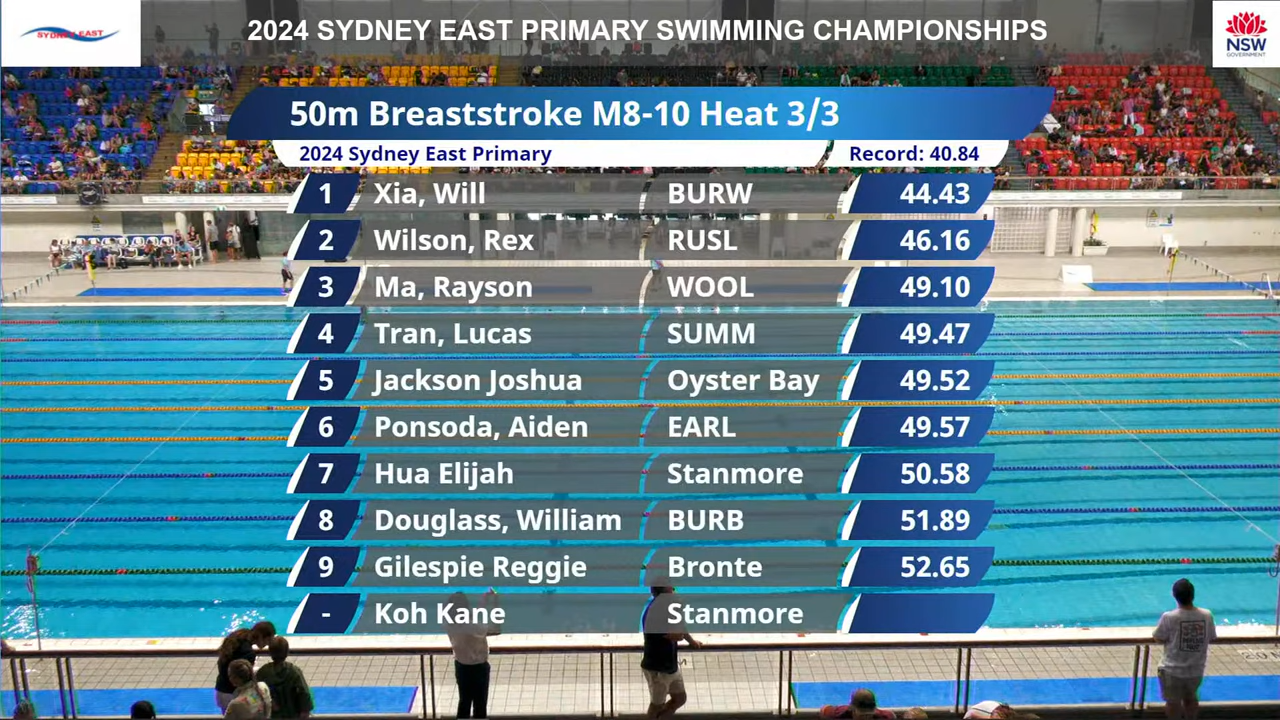 2024 SYDNEY EAST PRIMARY SWIMMING CHAMPIONSHIPS
SYDNEY EAST
NSW
GOVERNMENT
50m Breaststroke M8-10 Heat 3/3
2024 Sydney East Primary Record: 40.84
1 Xia, Will BURW 44.43
2 Wilson, Rex RUSL 46.16
3 Ma, Rayson WOOL 49.10
4 Tran, Lucas SUMM 49.47
5 Jackson Joshua Oyster Bay 49.52
6 Ponsoda, Aiden EARL 49.57
7 Hua Elijah Stanmore 50.58
8 Douglass, William BURB 51.89
9 Gilespie Reggie Bronte 52.65
- Koh Kane Stanmore